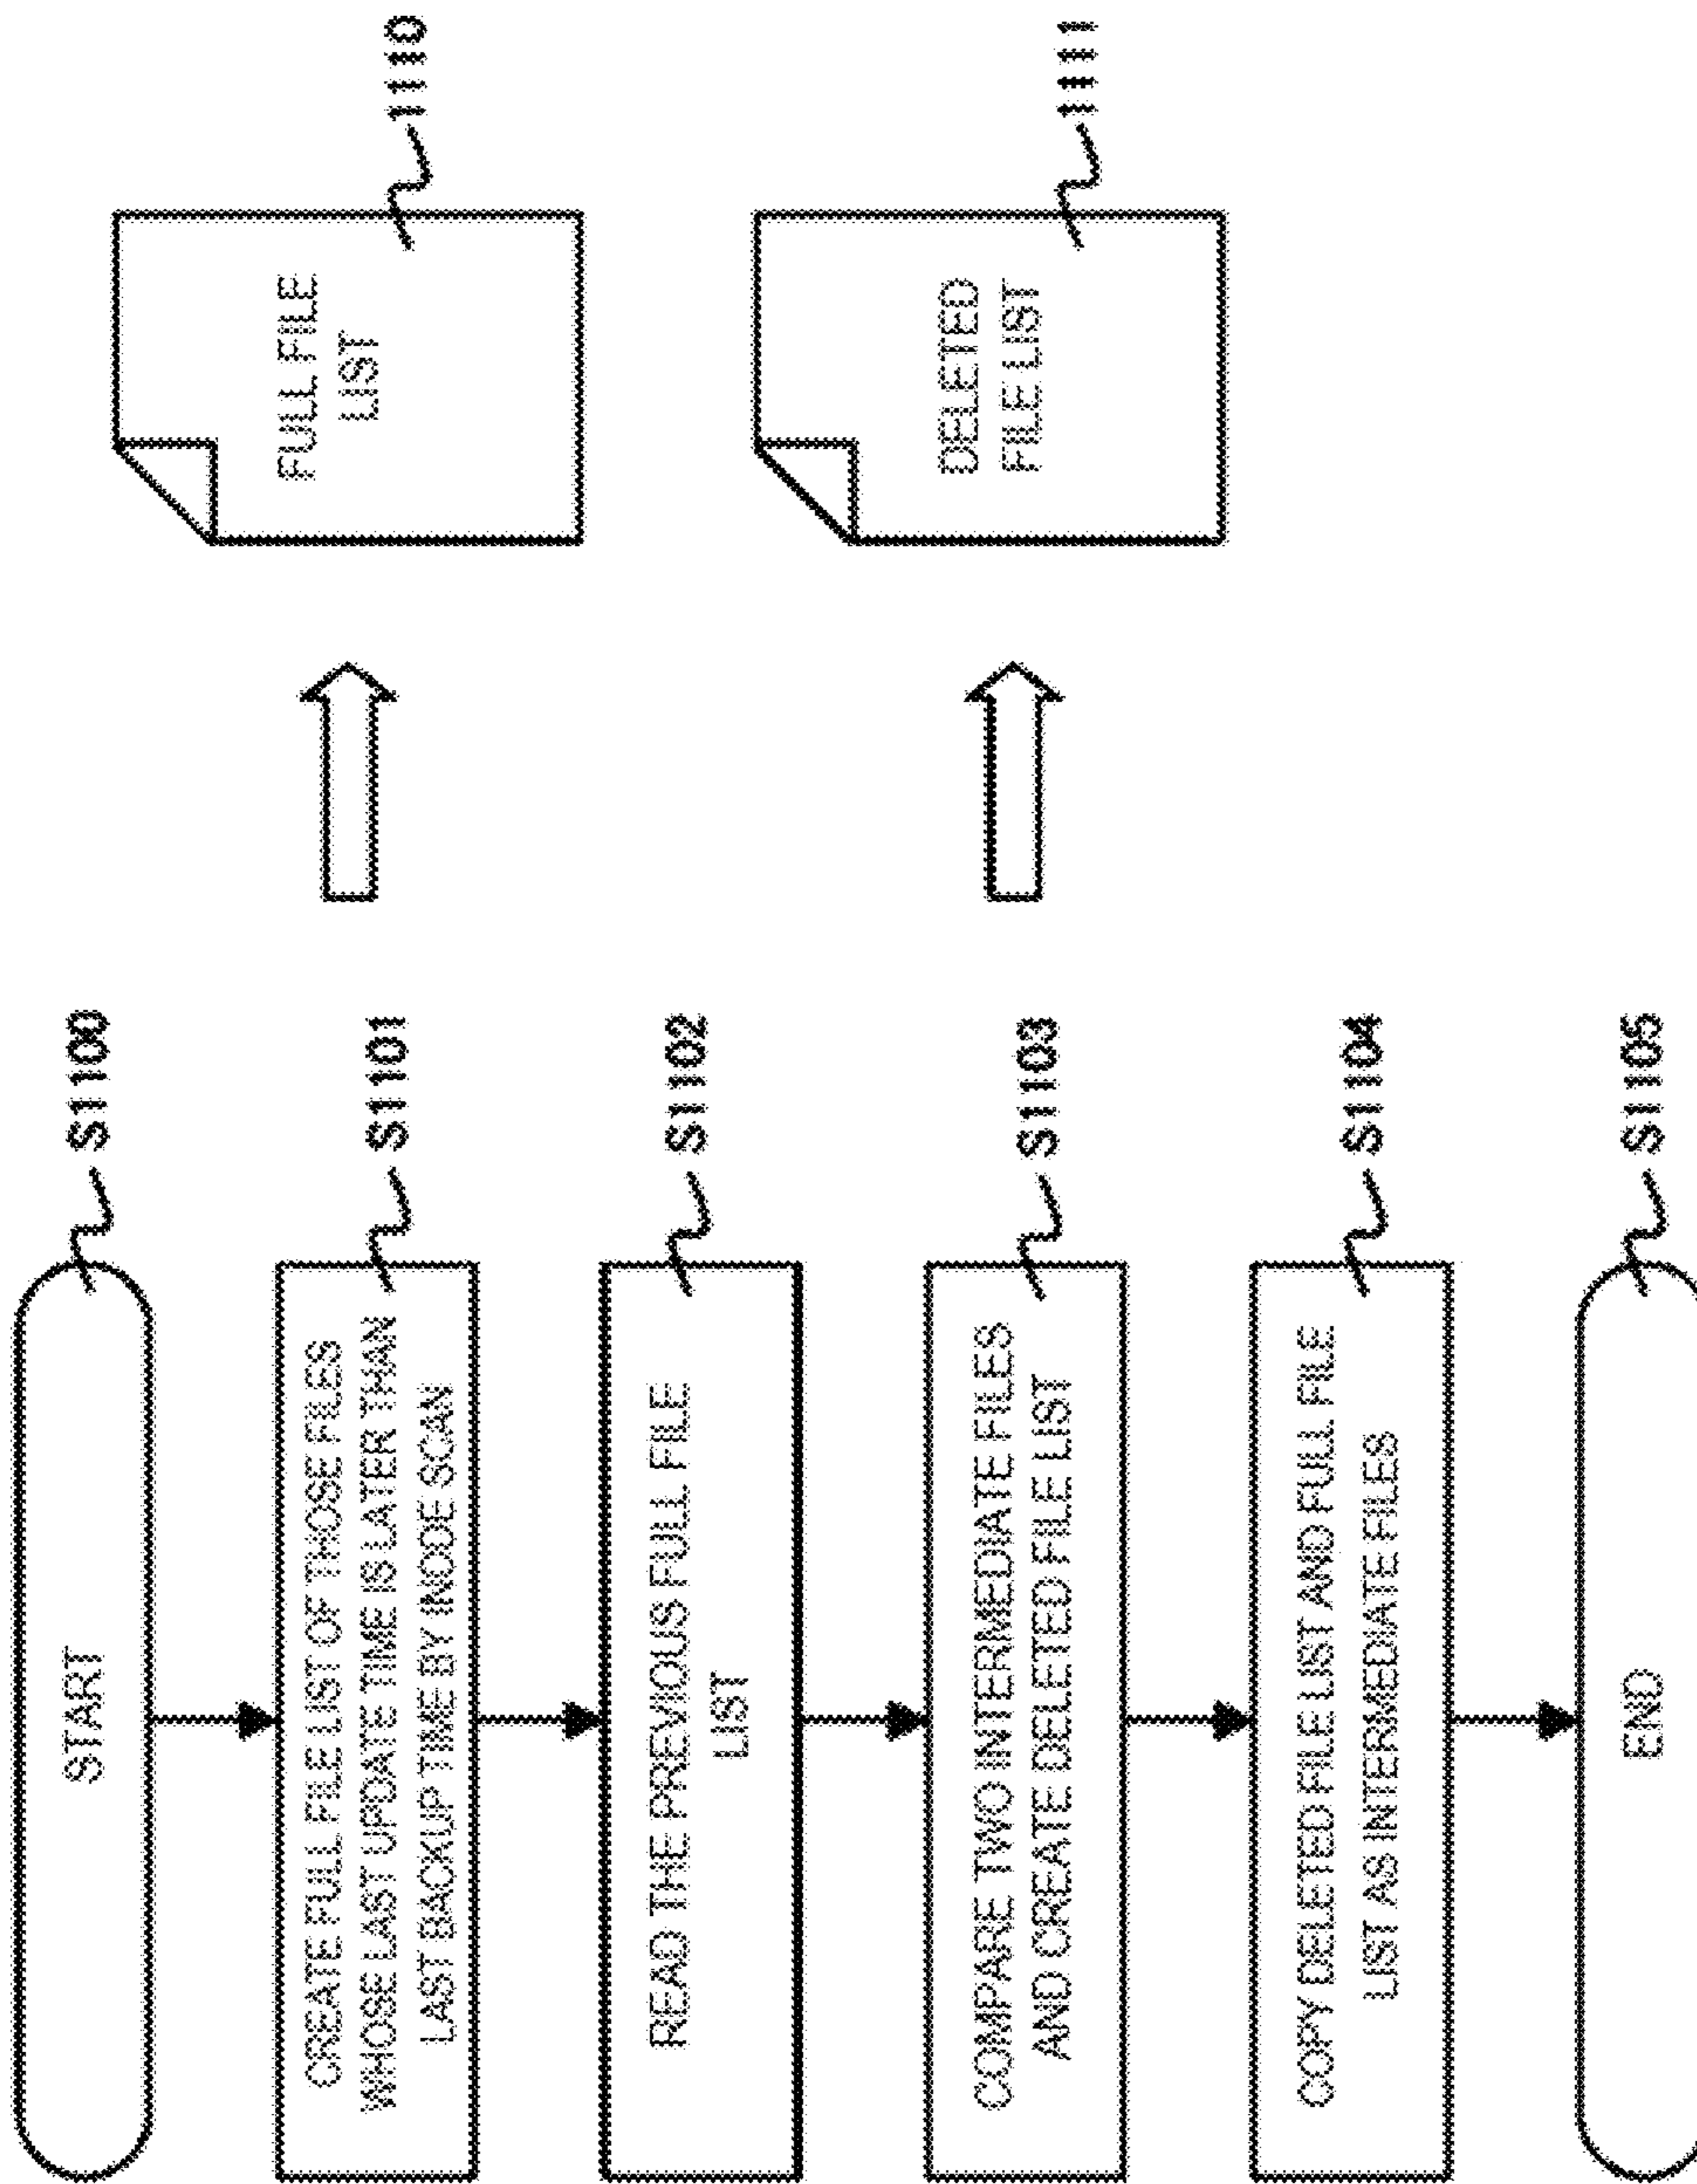 START
S1100
CREATE FULL FILE LIST OF THOSE FILES
WHOSE LAST UPDATE TIME IS LATER THAN
LAST BACKUP TIME BY INODE SCAN
S1101
FULL FILE
LIST
1110
READ THE PREVIOUS FULL FILE
LIST
S1102
COMPARE TWO INTERMEDIATE FILES
AND CREATE DELETED FILE LIST
S1103
DELETED
FILE LIST
1111
COPY DELETED FILE LIST AND FULL FILE
LIST AS INTERMEDIATE FILES
S1104
END
S1105